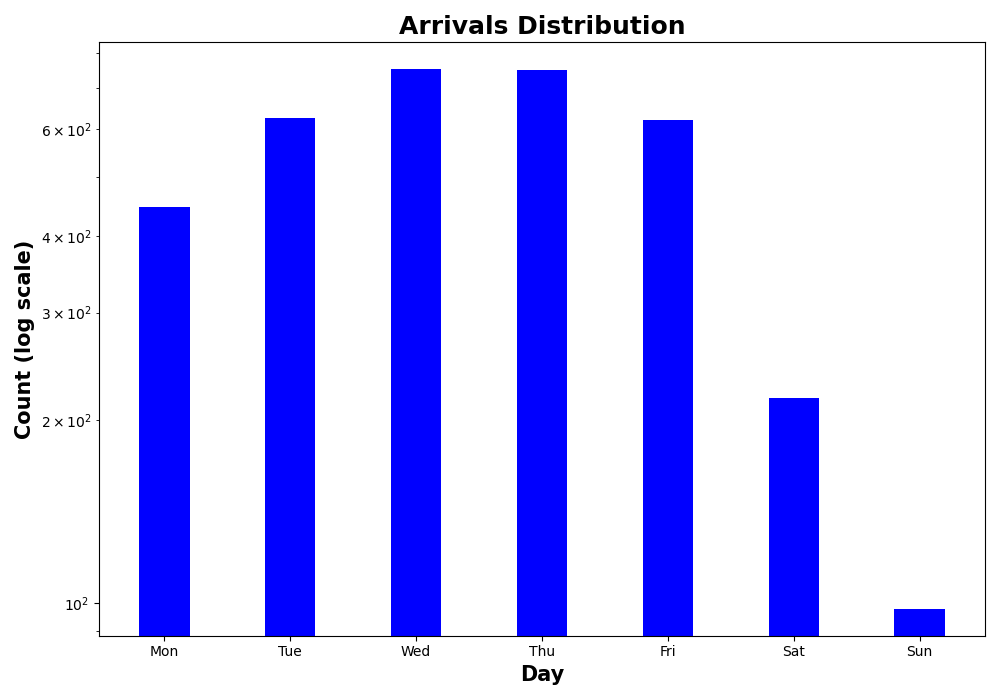 Arrivals Distribution
Count (log scale)
6 × 10²
4 × 10²
3 × 10²
2 × 10²
10²
Mon Tue Wed Thu Fri Sat Sun
Day